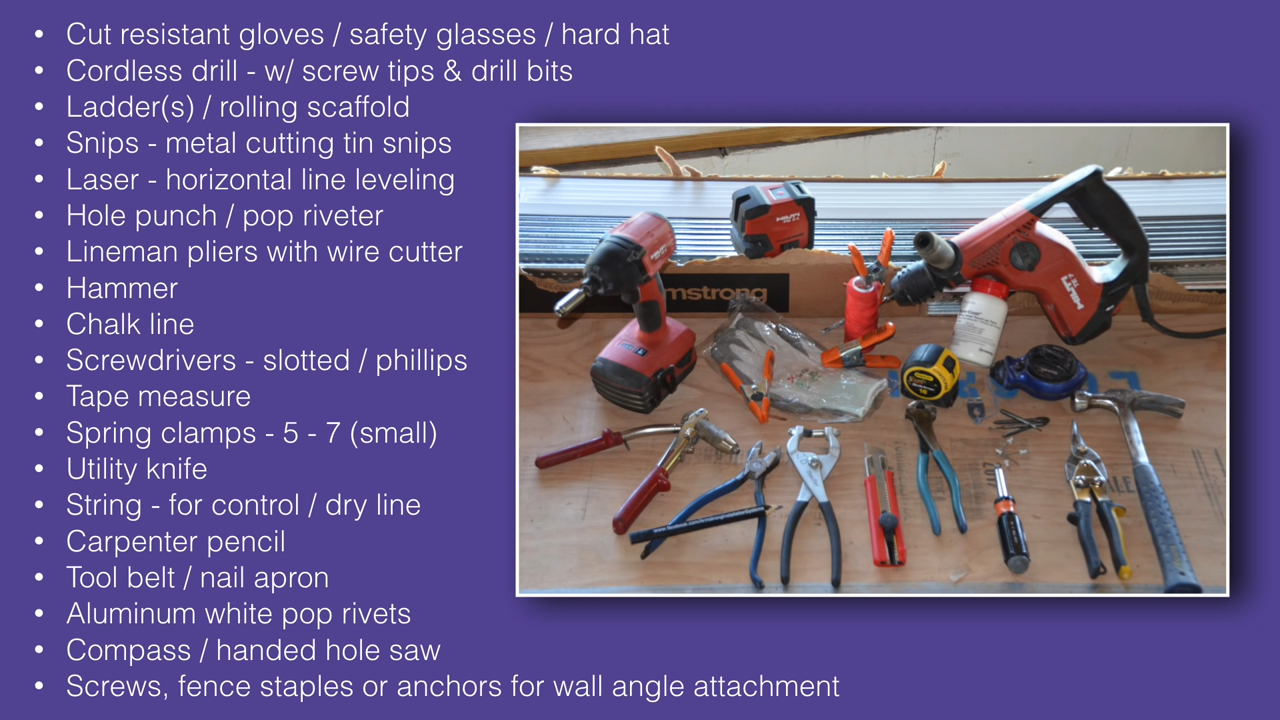 • Cut resistant gloves / safety glasses / hard hat
• Cordless drill - w/ screw tips & drill bits
• Ladder(s) / rolling scaffold
• Snips - metal cutting tin snips
• Laser - horizontal line leveling
• Hole punch / pop riveter
• Lineman pliers with wire cutter
• Hammer
• Chalk line
• Screwdrivers - slotted / phillips
• Tape measure
• Spring clamps - 5 - 7 (small)
• Utility knife
• String - for control / dry line
• Carpenter pencil
• Tool belt / nail apron
• Aluminum white pop rivets
• Compass / handed hole saw
• Screws, fence staples or anchors for wall angle attachment
HILTI
HILTI
mstrong